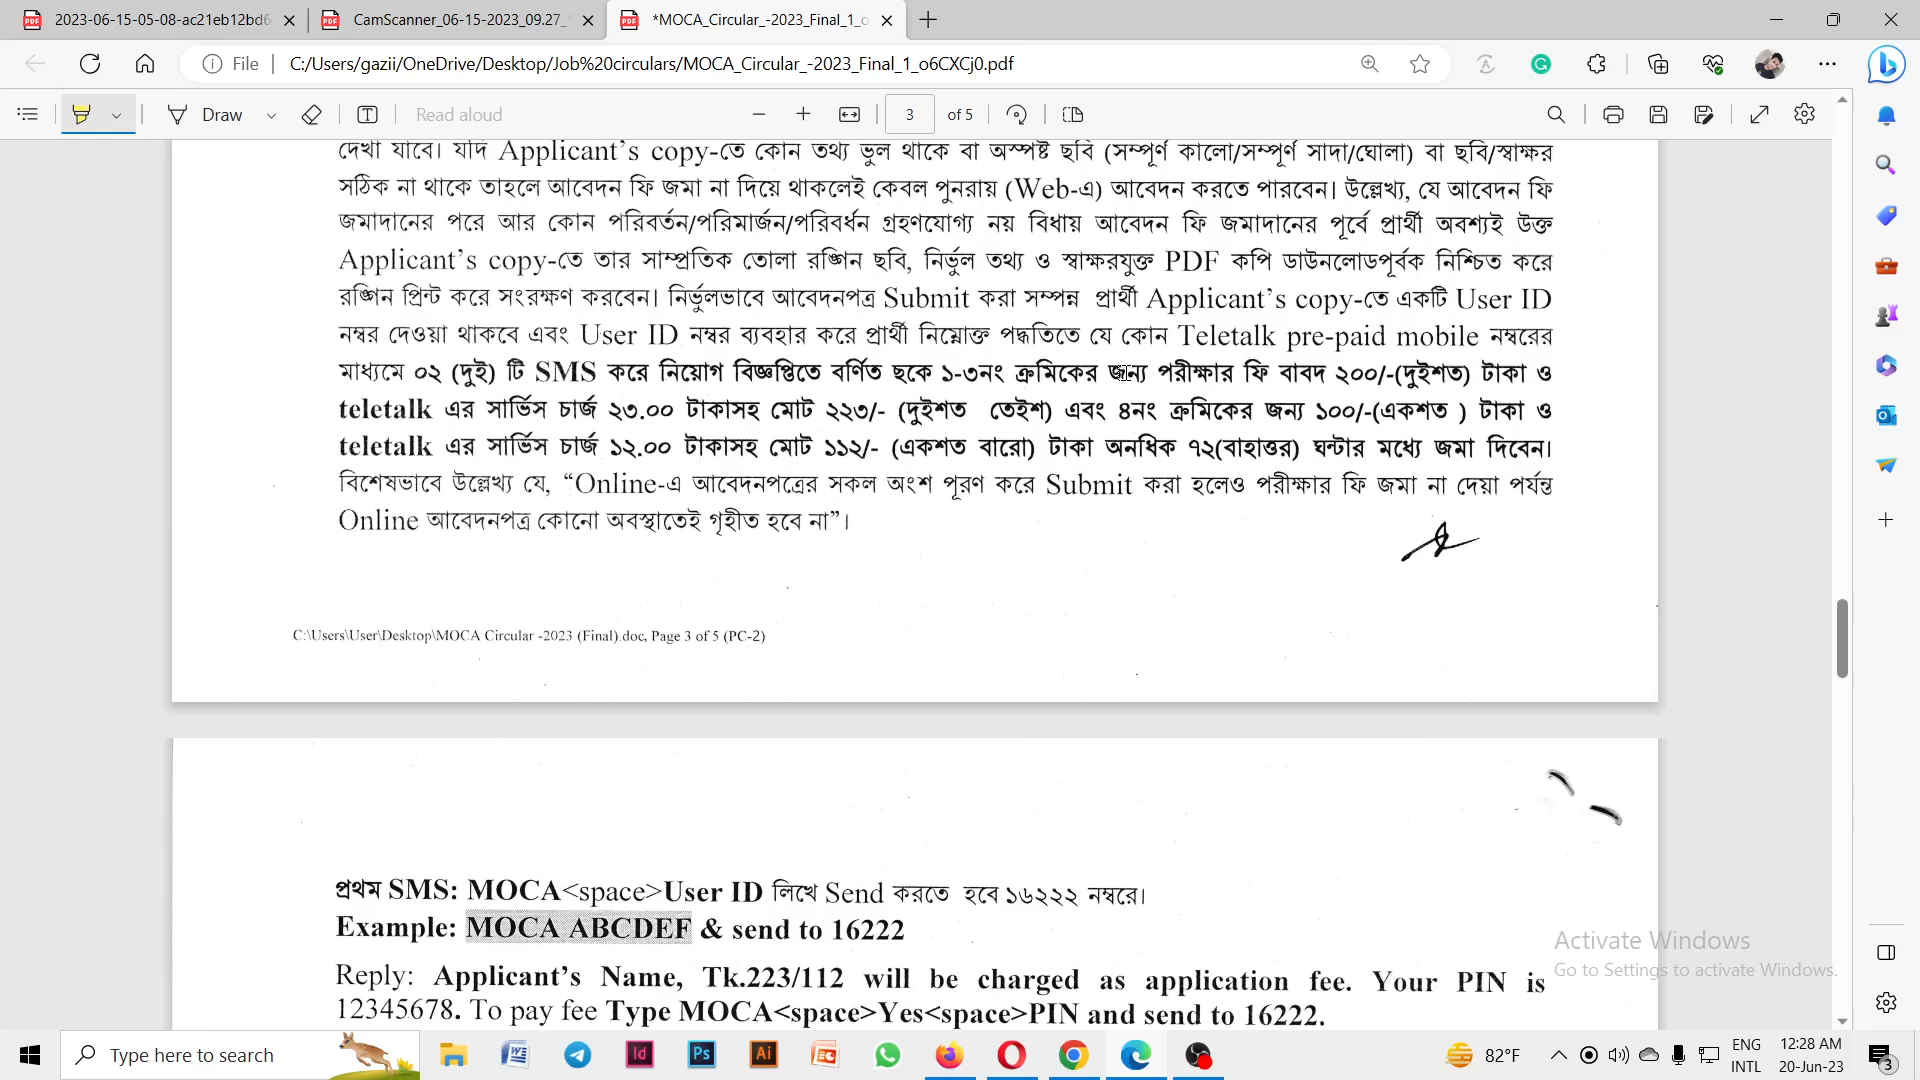 2023-06-15-05-08-ac21eb12bd6
CamScanner_06-15-2023_09.27_
*MOCA_Circular_-2023_Final_1_o
File
C:/Users/gazii/OneDrive/Desktop/Job%20circulars/MOCA_Circular_-2023_Final_1_o6CXCj0.pdf
Draw
Read aloud
3 of 5
দেখা যাবে। যদি Applicant's copy-তে কোন তথ্য ভুল থাকে বা অস্পষ্ট ছবি (সম্পূর্ণ কালো/সম্পূর্ণ সাদা/ঘোলা) বা ছবি/স্বাক্ষর
সঠিক না থাকে তাহলে আবেদন ফি জমা না দিয়ে থাকলেই কেবল পুনরায় (Web-এ) আবেদন করতে পারবেন। উল্লেখ্য, যে আবেদন ফি
জমাদানের পরে আর কোন পরিবর্তন/পরিমার্জন/পরিবর্ধন গ্রহণযোগ্য নয় বিধায় আবেদন ফি জমাদানের পূর্বে প্রার্থী অবশ্যই উক্ত
Applicant's copy-তে তার সাম্প্রতিক তোলা রঙ্গিন ছবি, নির্ভুল তথ্য ও স্বাক্ষরযুক্ত PDF কপি ডাউনলোডপূর্বক নিশ্চিত করে
রঙ্গিন প্রিন্ট করে সংরক্ষণ করবেন। নির্ভুলভাবে আবেদনপত্র Submit করা সম্পন্ন প্রার্থী Applicant's copy-তে একটি User ID
নম্বর দেওয়া থাকবে এবং User ID নম্বর ব্যবহার করে প্রার্থী নিম্নোক্ত পদ্ধতিতে যে কোন Teletalk pre-paid mobile নম্বরের
মাধ্যমে ০২ (দুই) টি SMS করে নিয়োগ বিজ্ঞপ্তিতে বর্ণিত ছকে ১-৩নং ক্রমিকের জন্য পরীক্ষার ফি বাবদ ২০০/-(দুইশত) টাকা ও
teletalk এর সার্ভিস চার্জ ২৩.০০ টাকাসহ মোট ২২৩/- (দুইশত তেইশ) এবং ৪নং ক্রমিকের জন্য ১০০/-(একশত ) টাকা ও
teletalk এর সার্ভিস চার্জ ১২.০০ টাকাসহ মোট ১১২/- (একশত বারো) টাকা অনধিক ৭২(বাহাত্তর) ঘন্টার মধ্যে জমা দিবেন।
বিশেষভাবে উল্লেখ্য যে, “Online-এ আবেদনপত্রের সকল অংশ পূরণ করে Submit করা হলেও পরীক্ষার ফি জমা না দেয়া পর্যন্ত
Online আবেদনপত্র কোনো অবস্থাতেই গৃহীত হবে না”।
C:\Users\User\Desktop\MOCA Circular -2023 (Final).doc, Page 3 of 5 (PC-2)
প্রথম SMS: MOCA<space>User ID লিখে Send করতে হবে ১৬২২২ নম্বরে।
Example: MOCA ABCDEF & send to 16222
Reply: Applicant's Name, Tk.223/112 will be charged as application fee. Your PIN is
12345678. To pay fee Type MOCA<space>Yes<space>PIN and send to 16222.
Activate Windows
Go to Settings to activate Windows.
Type here to search
82°F
ENG
INTL
12:28 AM
20-Jun-23
3